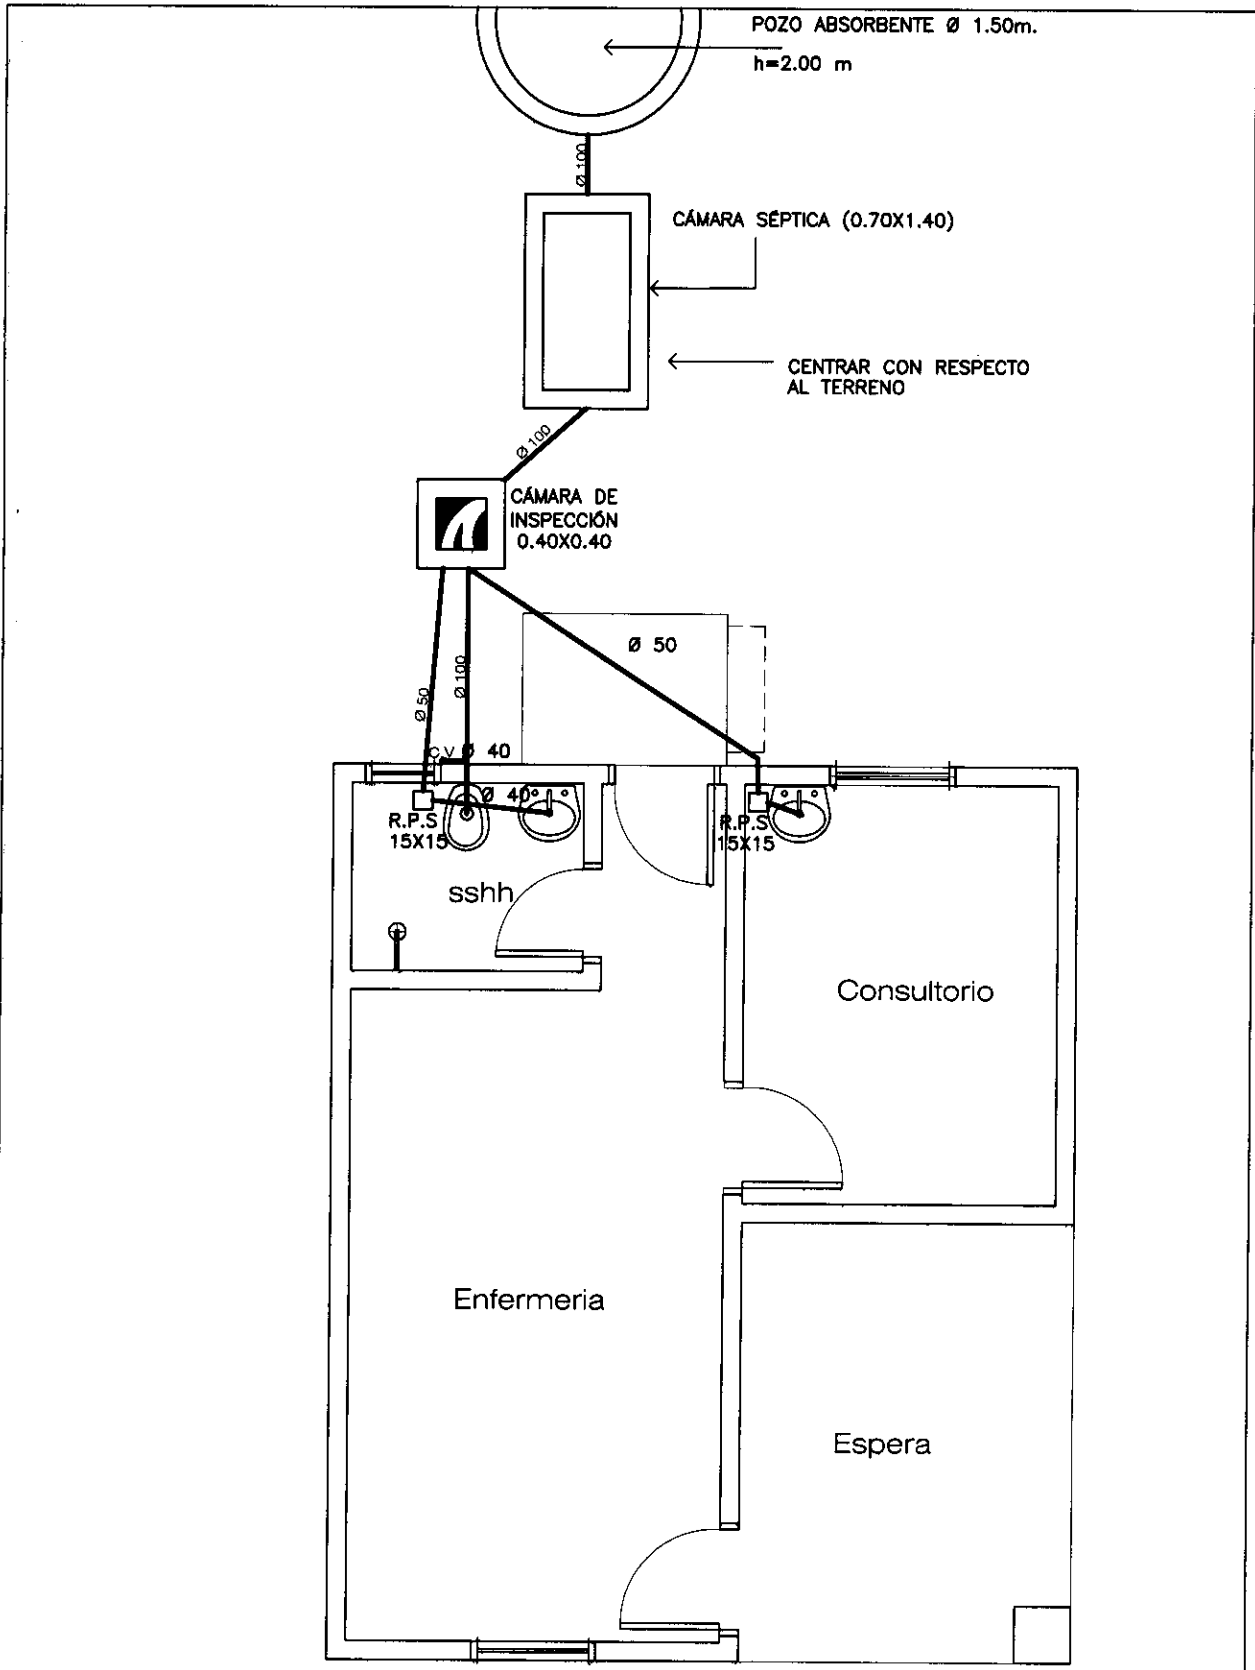 POZO ABSORBENTE Ø 1.50m.
h=2.00 m
Ø 100
CÁMARA SÉPTICA (0.70X1.40)
CENTRAR CON RESPECTO
AL TERRENO
Ø 100
CÁMARA DE
INSPECCIÓN
0.40X0.40
Ø 50
Ø 100
Ø 50
C.V Ø 40
Ø 40
R.P.S
15X15
R.P.S
15X15
sshh
Consultorio
Enfermeria
Espera